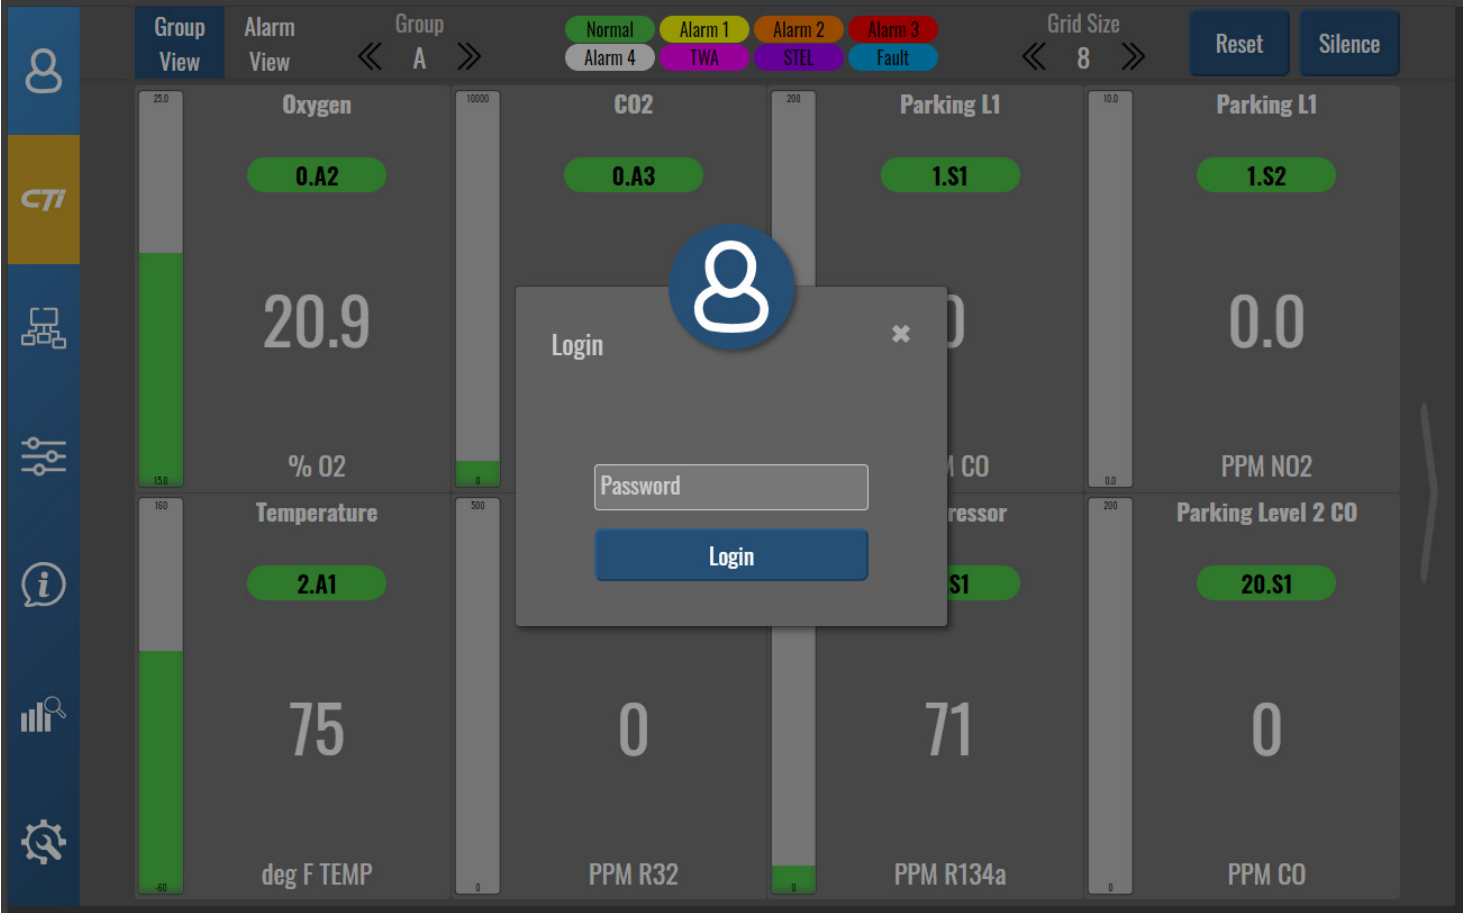 Group View
Alarm View
Group
A
Normal
Alarm 1
Alarm 2
Alarm 3
Alarm 4
TWA
STEL
Fault
Grid Size
8
Reset
Silence
CTI
25.0
Oxygen
0.A2
20.9
% O2
15.0
10000
CO2
0.A3
0
200
Parking L1
1.S1
0
CO
10.0
Parking L1
1.S2
0.0
PPM NO2
0.0
Login
✖
Password
Login
160
Temperature
2.A1
75
deg F TEMP
-60
500
0
PPM R32
0
ressor
S1
71
PPM R134a
0
200
Parking Level 2 CO
20.S1
0
PPM CO
0